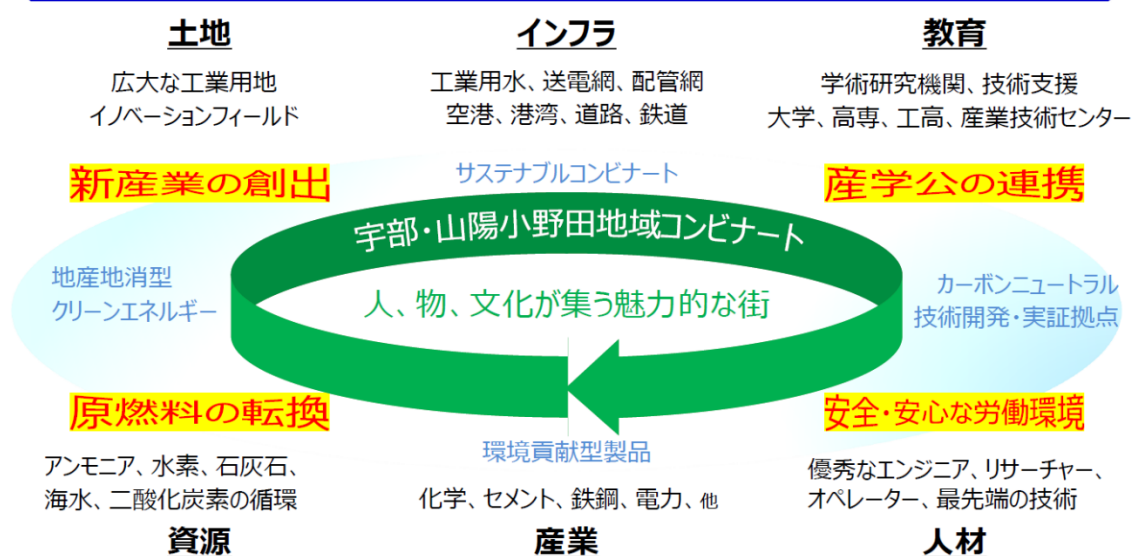 土地
インフラ
教育
広大な工業用地
イノベーションフィールド
工業用水、送電網、配管網
空港、港湾、道路、鉄道
学術研究機関、技術支援
大学、高専、工高、産業技術センター
新産業の創出
サステナブルコンビナート
産学公の連携
宇部・山陽小野田地域コンビナート
地産地消型
クリーンエネルギー
人、物、文化が集う魅力的な街
カーボンニュートラル
技術開発・実証拠点
原燃料の転換
安全・安心な労働環境
環境貢献型製品
アンモニア、水素、石灰石、
海水、二酸化炭素の循環
化学、セメント、鉄鋼、電力、他
優秀なエンジニア、リサーチャー、
オペレーター、最先端の技術
資源
産業
人材